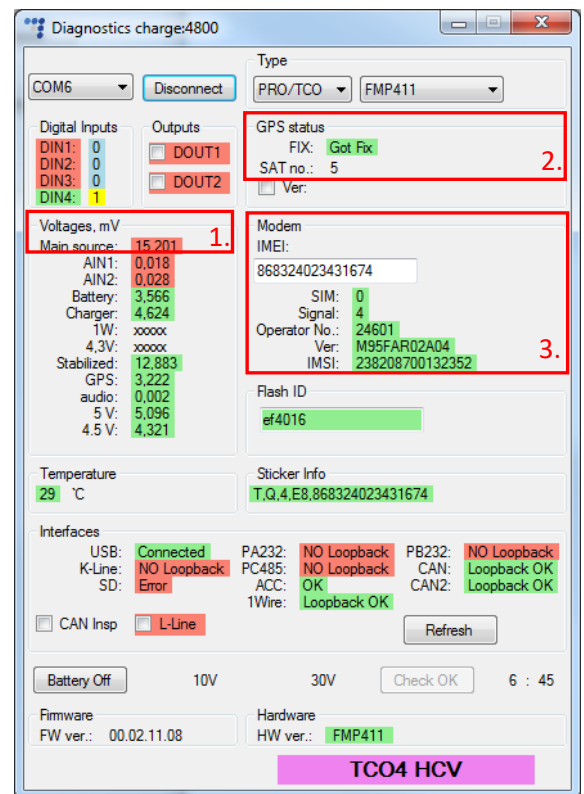 Diagnostics charge:4800
COM6 Disconnect
Type
PRO/TCO FMP411
Digital Inputs
DIN1: 0
DIN2: 0
DIN3: 0
DIN4: 1
Outputs
DOUT1
DOUT2
GPS status
FIX: Got Fix
SAT no.: 5
2.
Ver:
Voltages, mV
1.
Main source: 15,201
AIN1: 0,018
AIN2: 0,028
Battery: 3,566
Charger: 4,624
1W: xxxxx
4,3V: xxxxx
Stabilized: 12,883
GPS: 3,222
audio: 0,002
5 V: 5,096
4.5 V: 4,321
Modem
IMEI:
868324023431674
SIM: 0
Signal: 4
Operator No.: 24601
Ver: M95FAR02A04
IMSI: 238208700132352
3.
Flash ID
ef4016
Temperature
29 °C
Sticker Info
T,Q,4,E8,868324023431674
Interfaces
USB: Connected PA232: NO Loopback PB232: NO Loopback
K-Line: NO Loopback PC485: NO Loopback CAN: Loopback OK
SD: Error ACC: OK CAN2: Loopback OK
1Wire: Loopback OK
CAN Insp L-Line Refresh
Battery Off 10V 30V Check OK 6 : 45
Firmware
FW ver.: 00.02.11.08
Hardware
HW ver.: FMP411
TCO4 HCV